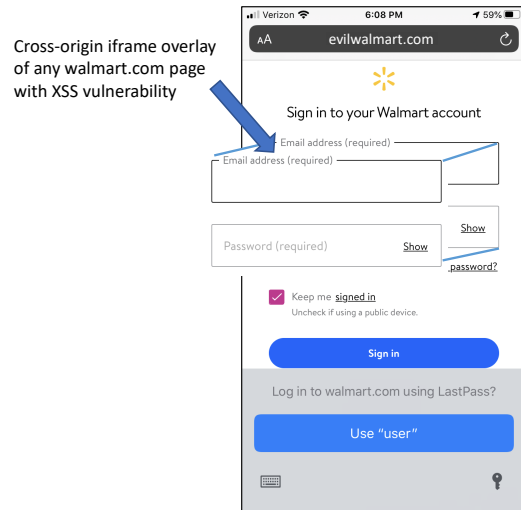 Verizon 6:08 PM 59%
Cross-origin iframe overlay
of any walmart.com page
with XSS vulnerability
AA evilwalmart.com
Sign in to your Walmart account
Email address (required)
Email address (required)
Show
Password (required) Show
password?
Keep me signed in
Uncheck if using a public device.
Sign in
Log in to walmart.com using LastPass?
Use “user”